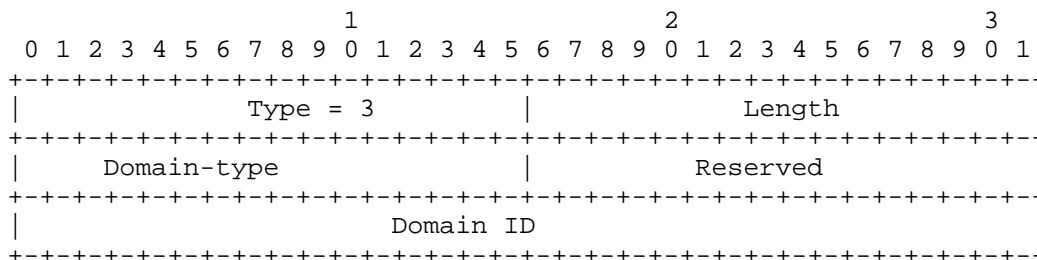 1                   2                   3
 0 1 2 3 4 5 6 7 8 9 0 1 2 3 4 5 6 7 8 9 0 1 2 3 4 5 6 7 8 9 0 1
+-+-+-+-+-+-+-+-+-+-+-+-+-+-+-+-+-+-+-+-+-+-+-+-+-+-+-+-+-+-+-+--
|              Type = 3         |             Length
+-+-+-+-+-+-+-+-+-+-+-+-+-+-+-+-+-+-+-+-+-+-+-+-+-+-+-+-+-+-+-+--
|     Domain-type               |          Reserved
+-+-+-+-+-+-+-+-+-+-+-+-+-+-+-+-+-+-+-+-+-+-+-+-+-+-+-+-+-+-+-+--
|                       Domain ID
+-+-+-+-+-+-+-+-+-+-+-+-+-+-+-+-+-+-+-+-+-+-+-+-+-+-+-+-+-+-+-+--